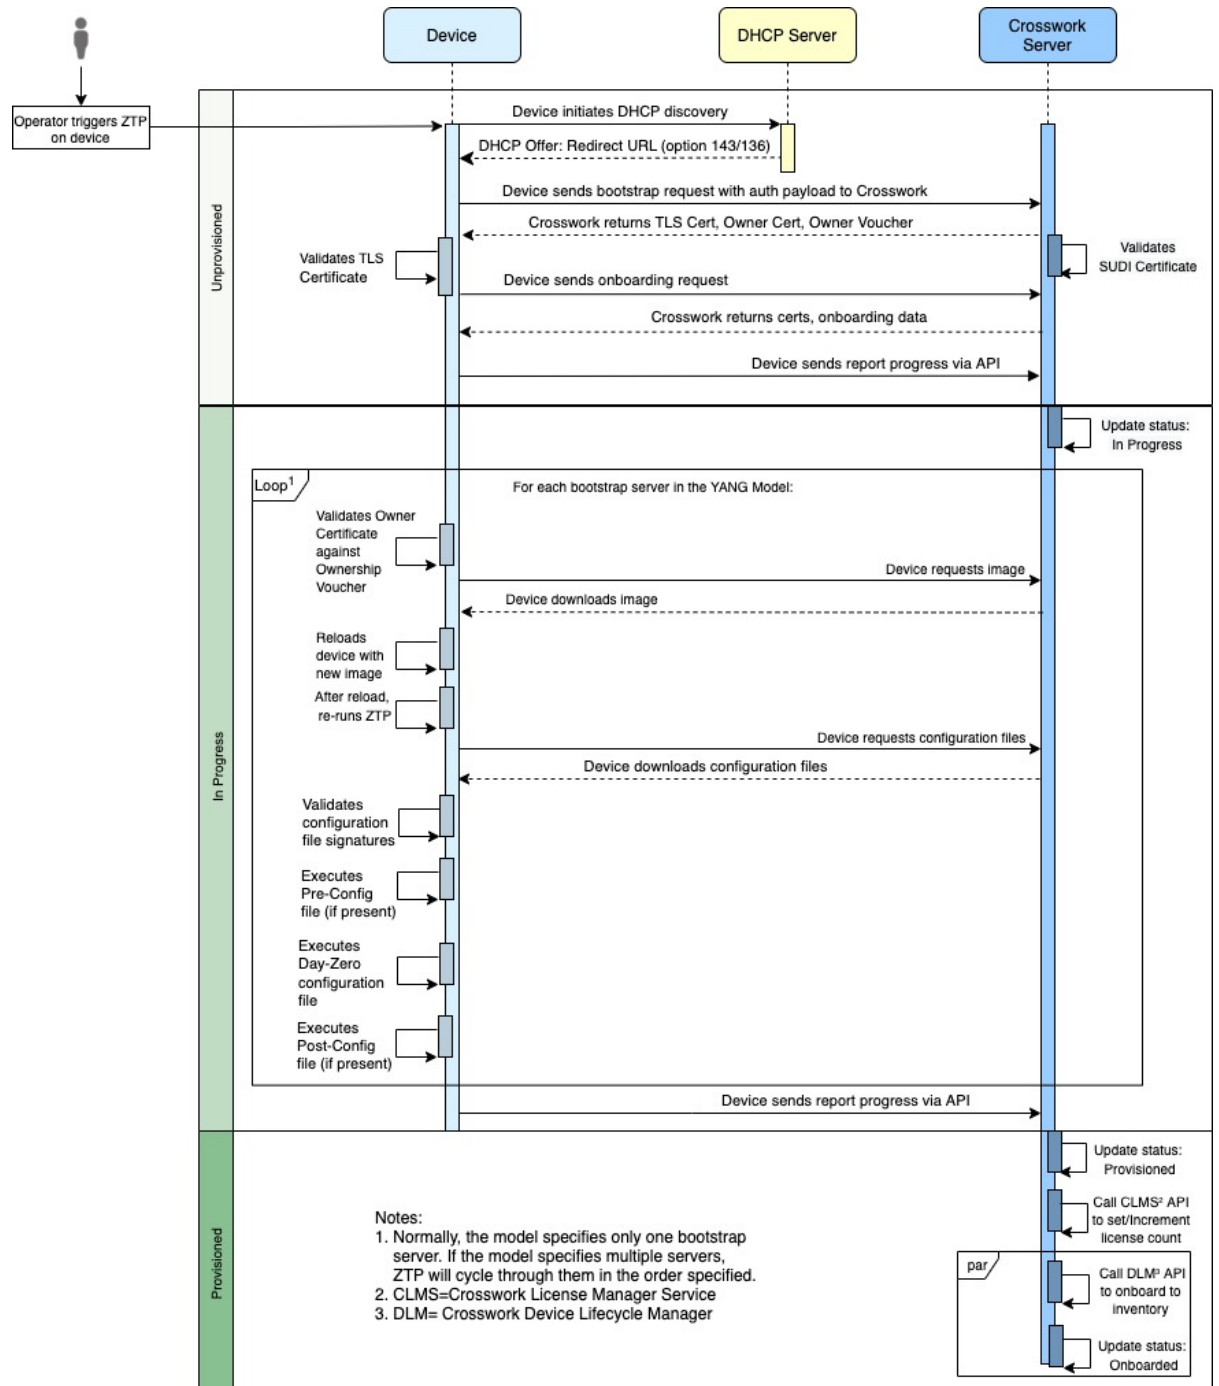 Device
DHCP Server
Crosswork
Server
Operator triggers ZTP
on device
Unprovisioned
Device initiates DHCP discovery
DHCP Offer: Redirect URL (option 143/136)
Device sends bootstrap request with auth payload to Crosswork
Crosswork returns TLS Cert, Owner Cert, Owner Voucher
Validates TLS
Certificate
Validates
SUDI Certificate
Device sends onboarding request
Crosswork returns certs, onboarding data
Device sends report progress via API
In Progress
Update status:
In Progress
Loop¹
For each bootstrap server in the YANG Model:
Validates Owner
Certificate
against
Ownership
Voucher
Device requests image
Device downloads image
Reloads
device with
new image
After reload,
re-runs ZTP
Device requests configuration files
Device downloads configuration files
Validates
configuration
file signatures
Executes
Pre-Config
file (if present)
Executes
Day-Zero
configuration
file
Executes
Post-Config
file (if present)
Device sends report progress via API
Provisioned
Update status:
Provisioned
Call CLMS² API
to set/Increment
license count
par
Call DLM³ API
to onboard to
inventory
Update status:
Onboarded
Notes:
1. Normally, the model specifies only one bootstrap
server. If the model specifies multiple servers,
ZTP will cycle through them in the order specified.
2. CLMS=Crosswork License Manager Service
3. DLM= Crosswork Device Lifecycle Manager